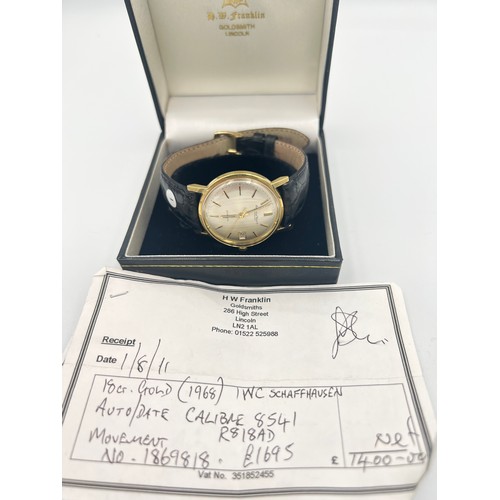 H.W. Franklin
GOLDSMITH
LINCOLN
H W Franklin
Goldsmiths
286 High Street
Lincoln
LN2 1AL
Phone: 01522 525988
Receipt
Date 1/8/11
18ct. GOLD (1968) IWC SCHAFFHAUSEN
AUTO/DATE CALIBRE 8541
MOVEMENT R818AD Net
NO. 1869818. £1695 £ 1400-00
Vat No. 351852455